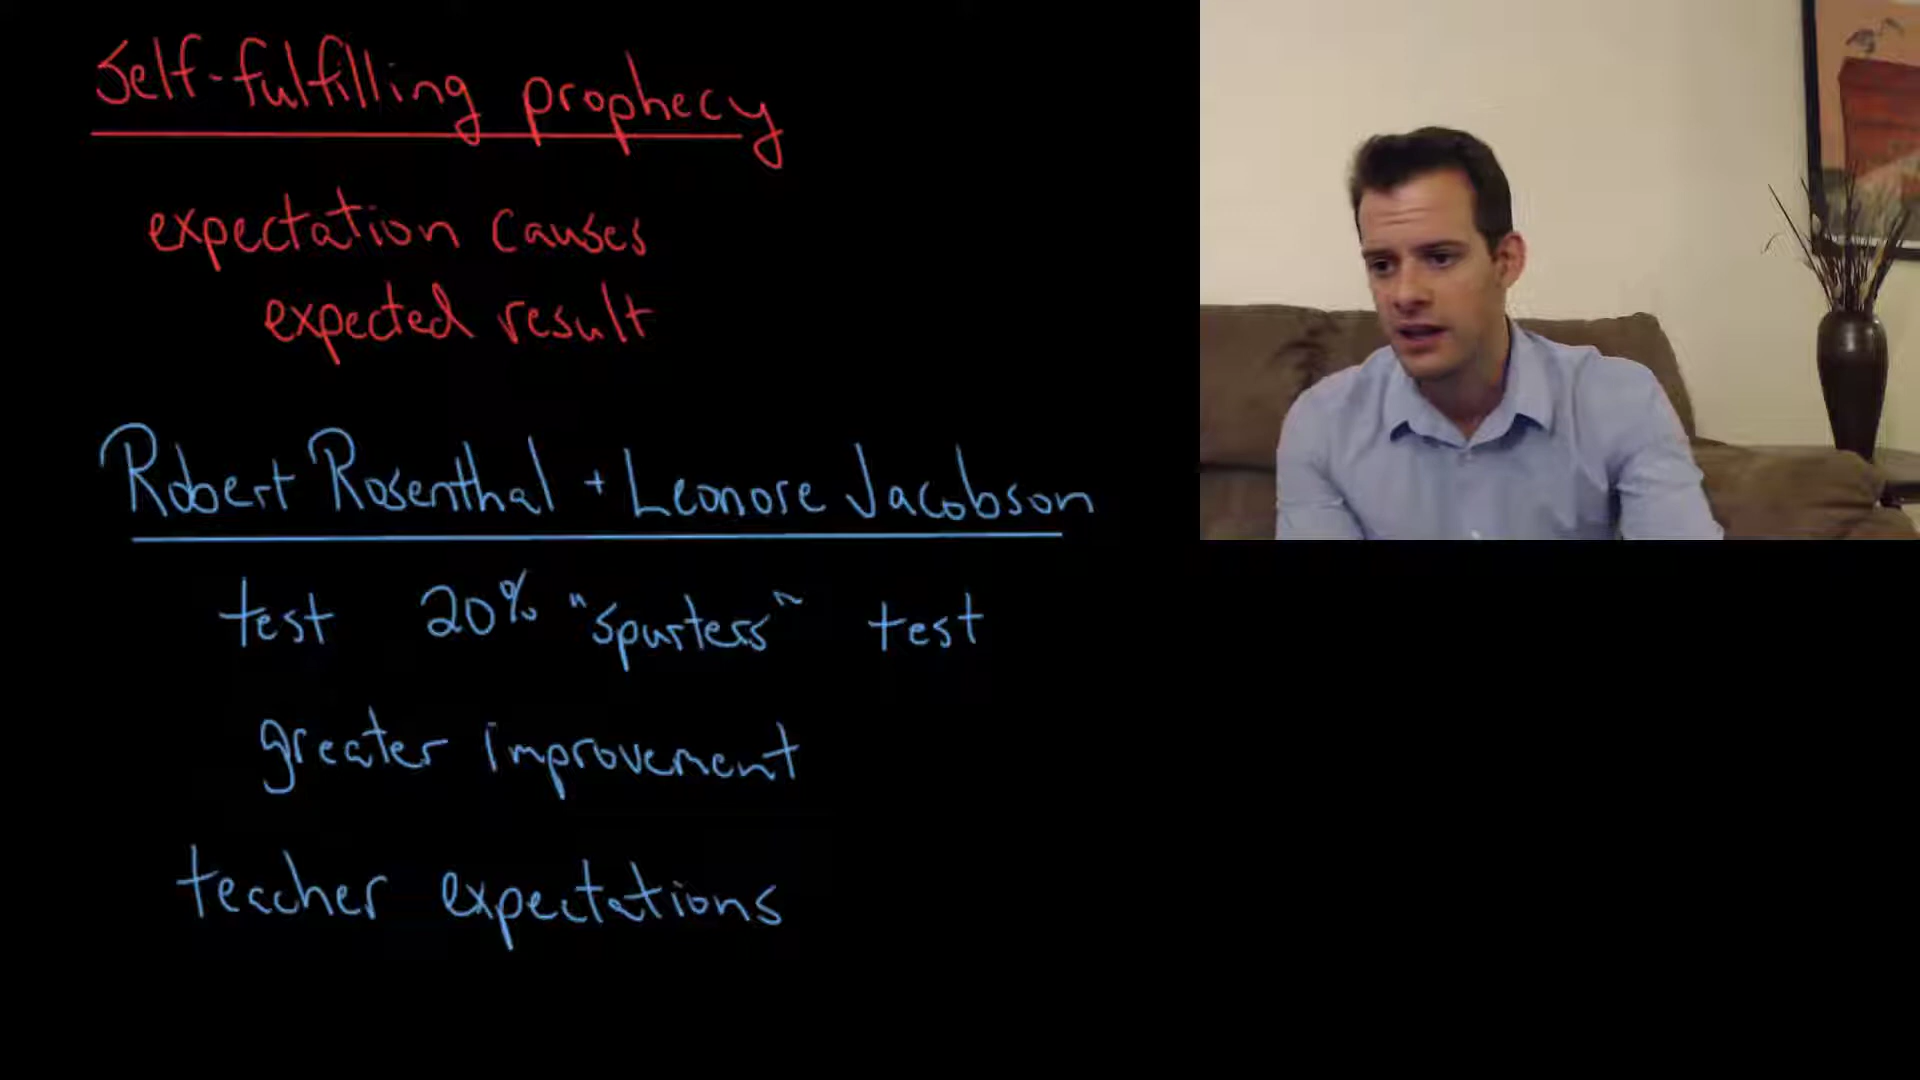 Self-fulfilling prophecy
expectation causes
expected result
Robert Rosenthal + Leonore Jacobson
test 20% "spurters" test
greater improvement
teacher expectations